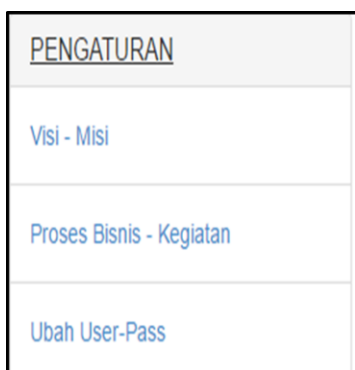 PENGATURAN
Visi - Misi
Proses Bisnis - Kegiatan
Ubah User-Pass